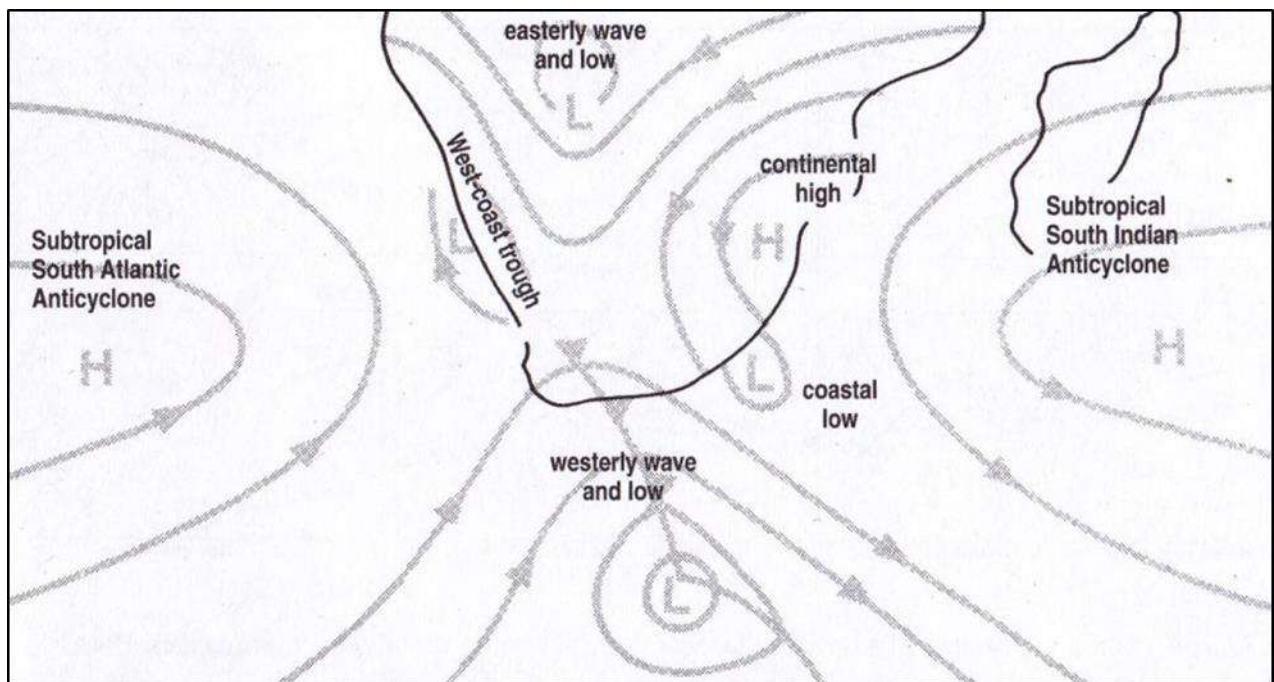 easterly wave
and low
L
West-coast trough
L
continental
high
H
Subtropical
South Atlantic
Anticyclone
H
Subtropical
South Indian
Anticyclone
H
L
coastal
low
westerly wave
and low
L